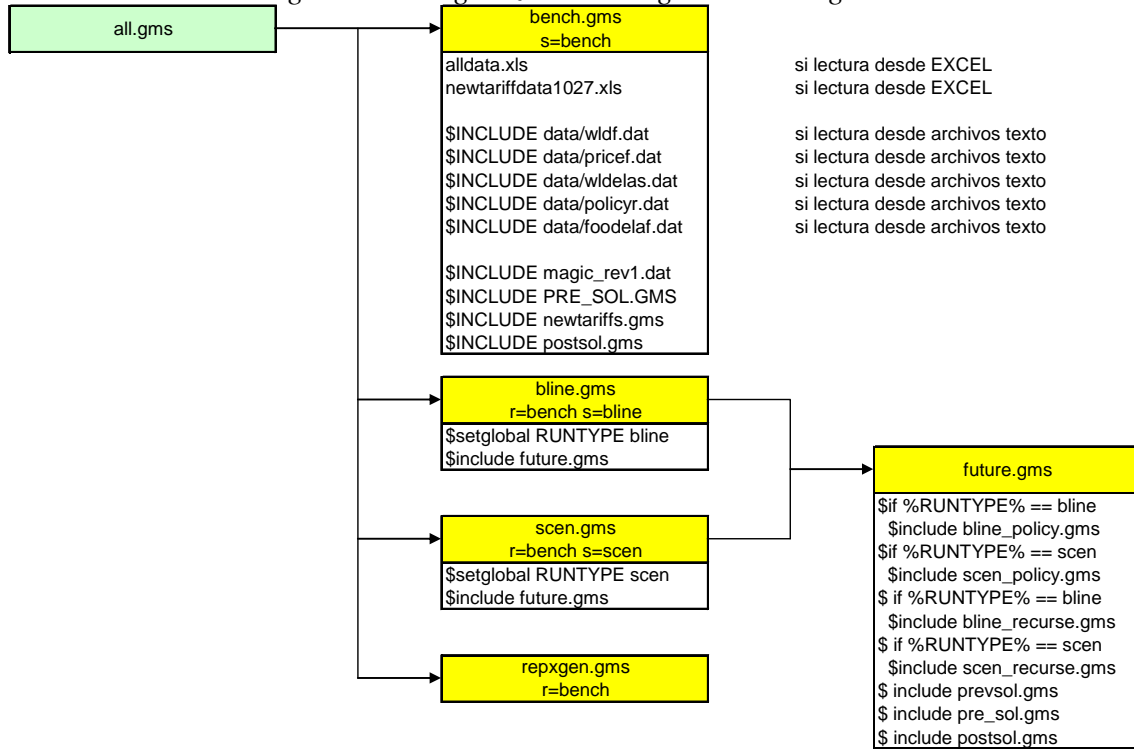 all.gms
bench.gms
s=bench
alldata.xls si lectura desde EXCEL
newtariffdata1027.xls si lectura desde EXCEL
$INCLUDE data/wldf.dat si lectura desde archivos texto
$INCLUDE data/pricef.dat si lectura desde archivos texto
$INCLUDE data/wldelas.dat si lectura desde archivos texto
$INCLUDE data/policyr.dat si lectura desde archivos texto
$INCLUDE data/foodelaf.dat si lectura desde archivos texto
$INCLUDE magic_rev1.dat
$INCLUDE PRE_SOL.GMS
$INCLUDE newtariffs.gms
$INCLUDE postsol.gms
bline.gms
r=bench s=bline
$setglobal RUNTYPE bline
$include future.gms
scen.gms
r=bench s=scen
$setglobal RUNTYPE scen
$include future.gms
repxgen.gms
r=bench
future.gms
$if %RUNTYPE% == bline
$include bline_policy.gms
$if %RUNTYPE% == scen
$include scen_policy.gms
$ if %RUNTYPE% == bline
$include bline_recurse.gms
$ if %RUNTYPE% == scen
$include scen_recurse.gms
$ include prevsol.gms
$ include pre_sol.gms
$ include postsol.gms